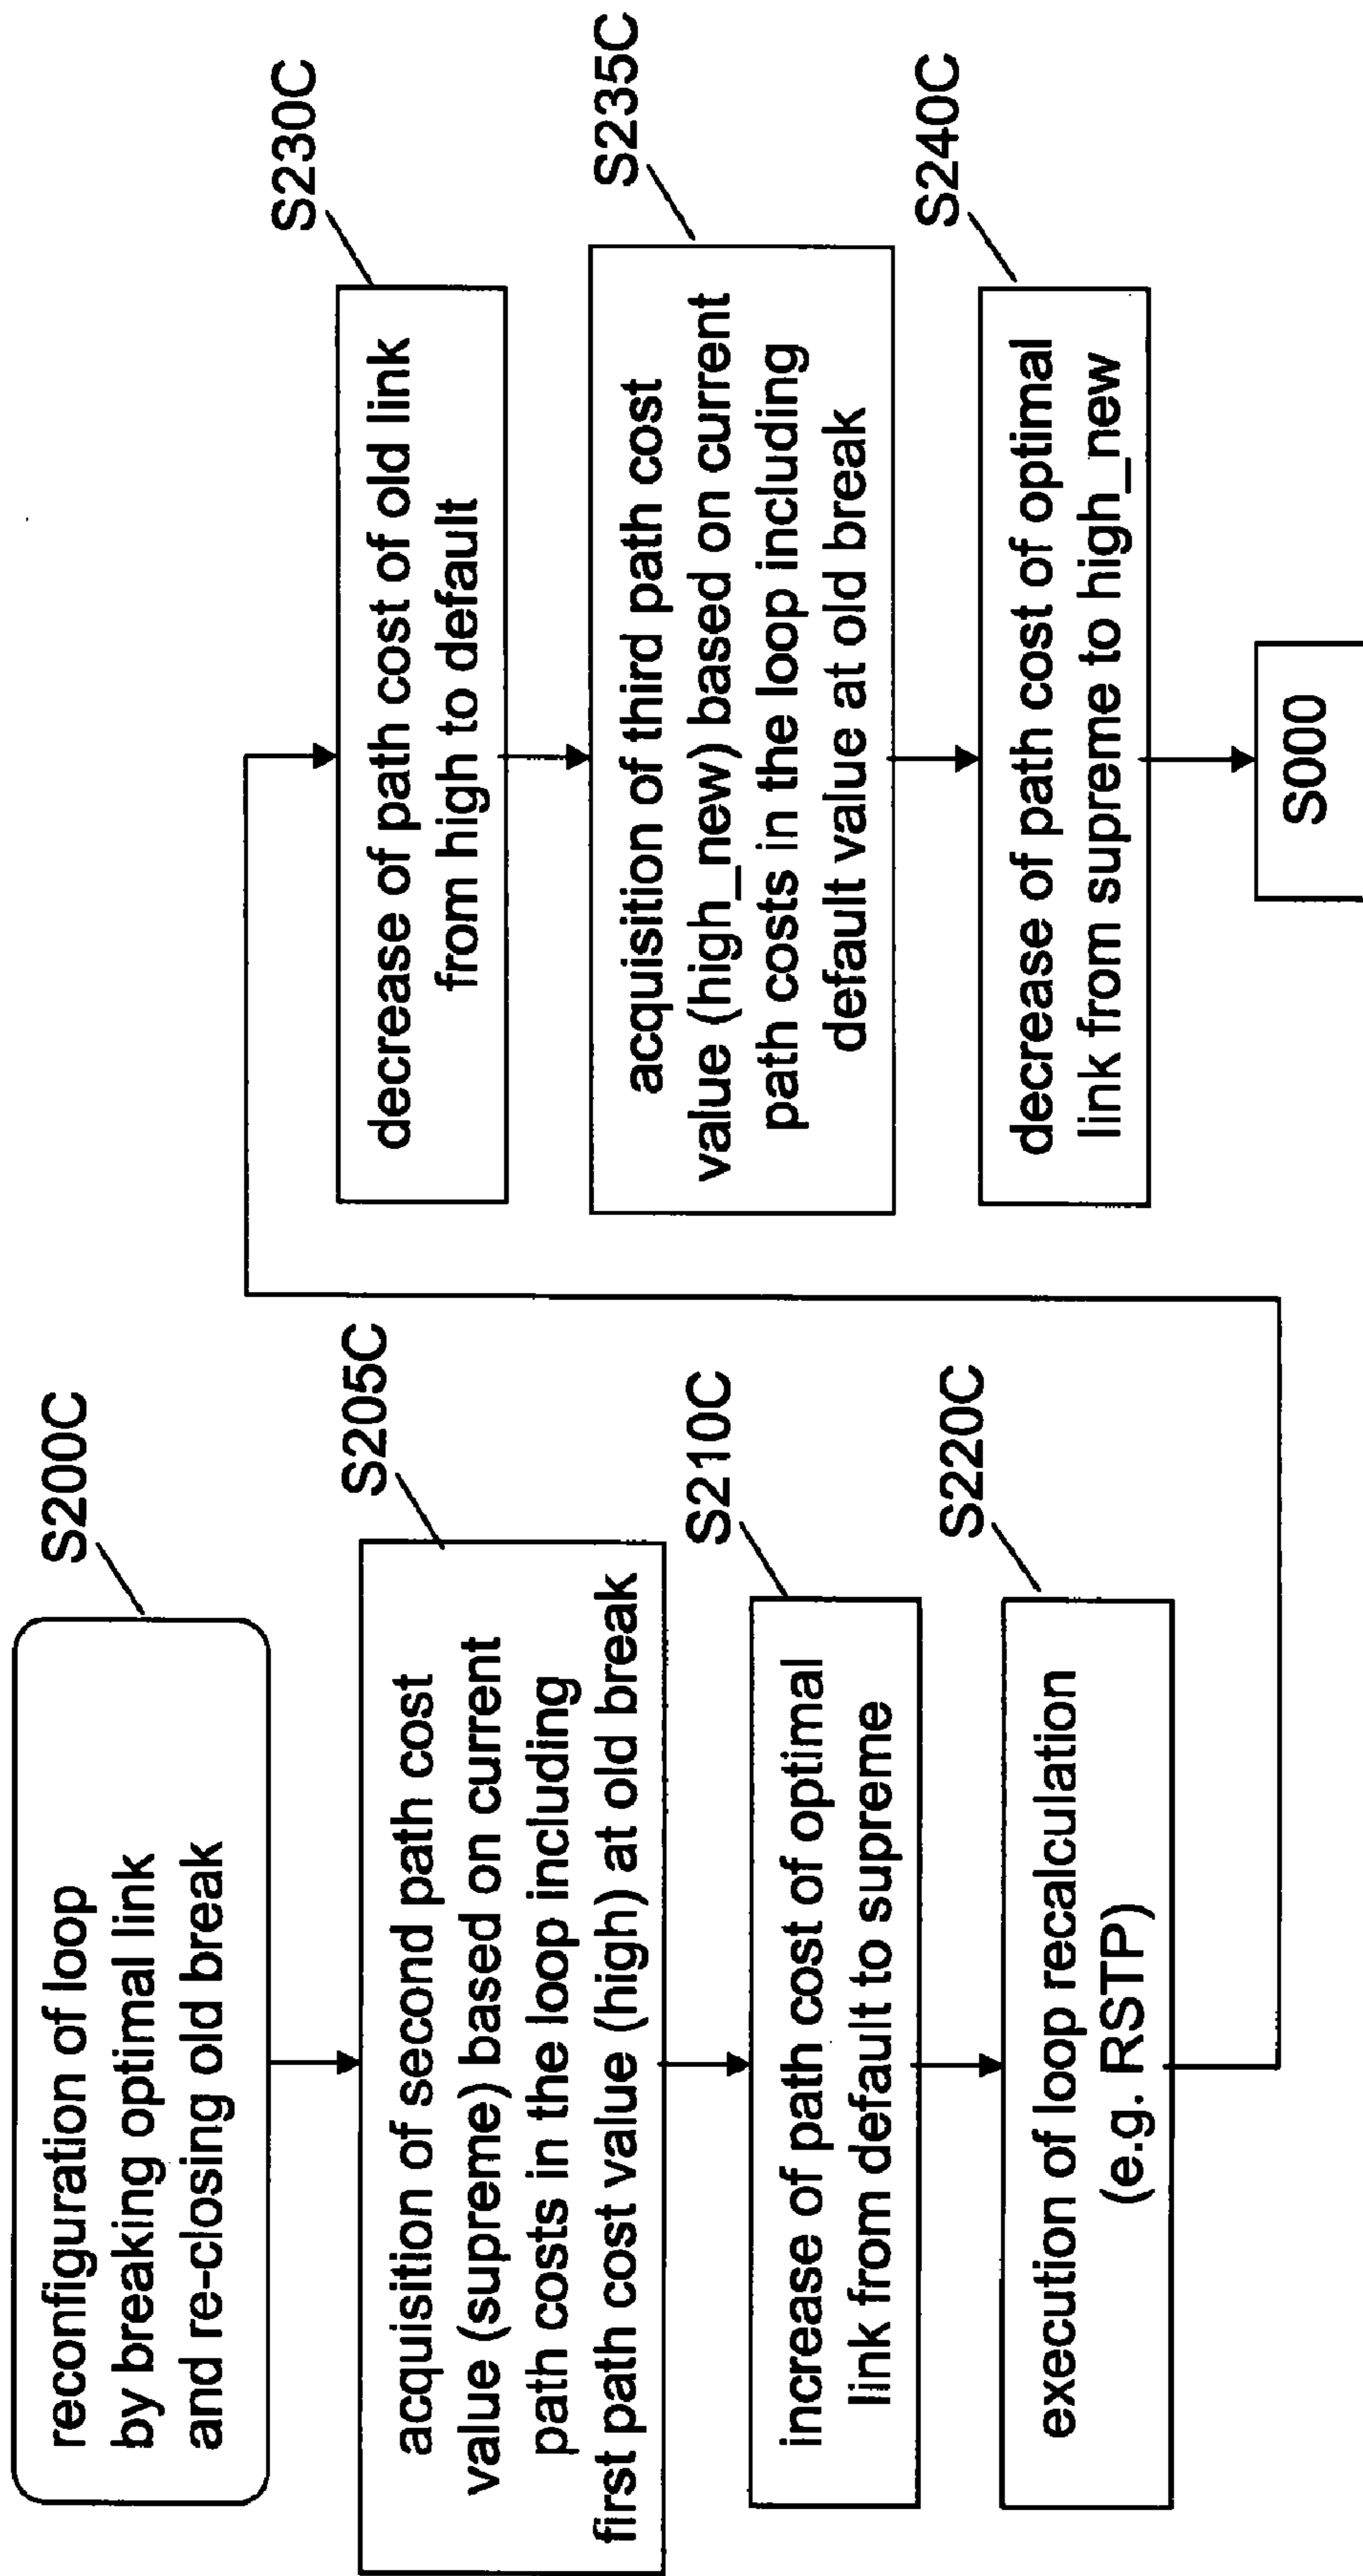 S200C
reconfiguration of loop
by breaking optimal link
and re-closing old break
S205C
acquisition of second path cost
value (supreme) based on current
path costs in the loop including
first path cost value (high) at old break
S210C
increase of path cost of optimal
link from default to supreme
S220C
execution of loop recalculation
(e.g. RSTP)
S230C
decrease of path cost of old link
from high to default
S235C
acquisition of third path cost
value (high_new) based on current
path costs in the loop including
default value at old break
S240C
decrease of path cost of optimal
link from supreme to high_new
S000